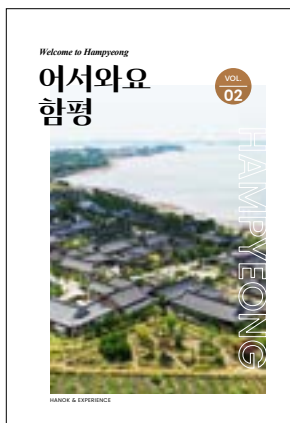 Welcome to Hampyeong
어서와요
함평
VOL.
02
HAMPYEONG
HANOK & EXPERIENCE